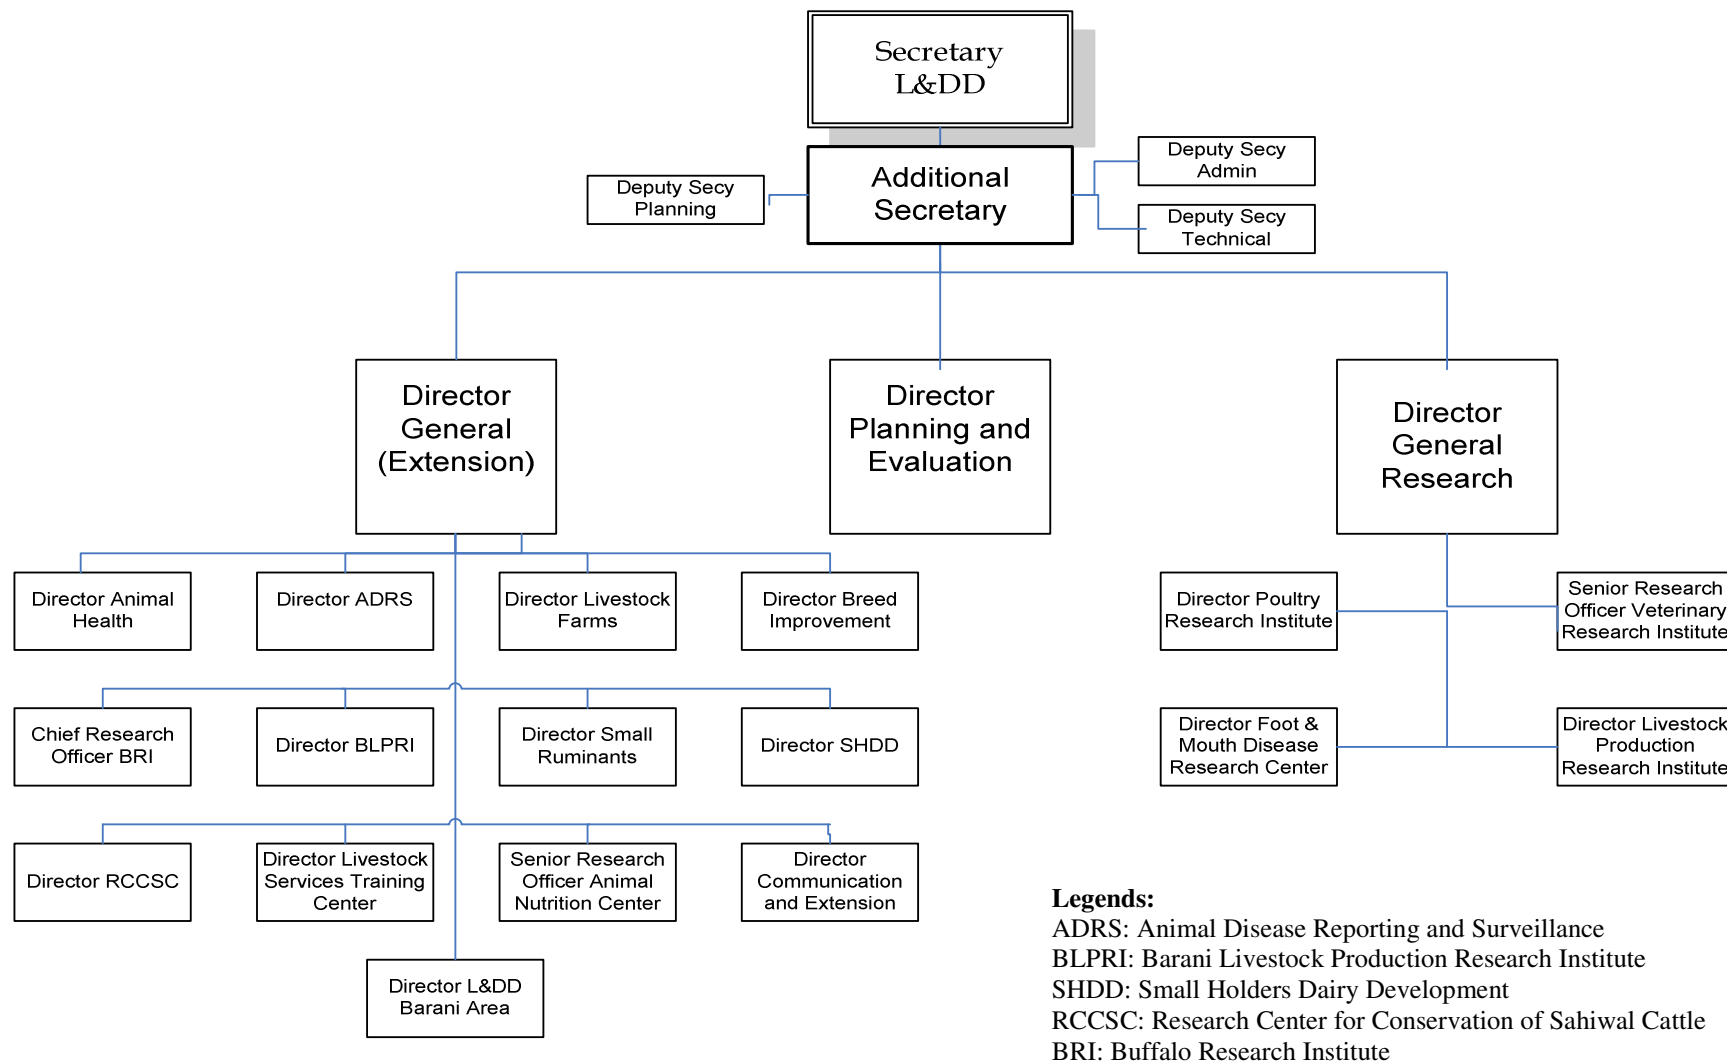 Secretary
L&DD
Additional
Secretary
Deputy Secy
Planning
Deputy Secy
Admin
Deputy Secy
Technical
Director
General
(Extension)
Director
Planning and
Evaluation
Director
General
Research
Director Animal
Health
Director ADRS
Director Livestock
Farms
Director Breed
Improvement
Director Poultry
Research Institute
Senior Research
Officer Veterinary
Research Institute
Chief Research
Officer BRI
Director BLPRI
Director Small
Ruminants
Director SHDD
Director Foot &
Mouth Disease
Research Center
Director Livestock
Production
Research Institute
Director RCCSC
Director Livestock
Services Training
Center
Senior Research
Officer Animal
Nutrition Center
Director
Communication
and Extension
Director L&DD
Barani Area
Legends:
ADRS: Animal Disease Reporting and Surveillance
BLPRI: Barani Livestock Production Research Institute
SHDD: Small Holders Dairy Development
RCCSC: Research Center for Conservation of Sahiwal Cattle
BRI: Buffalo Research Institute